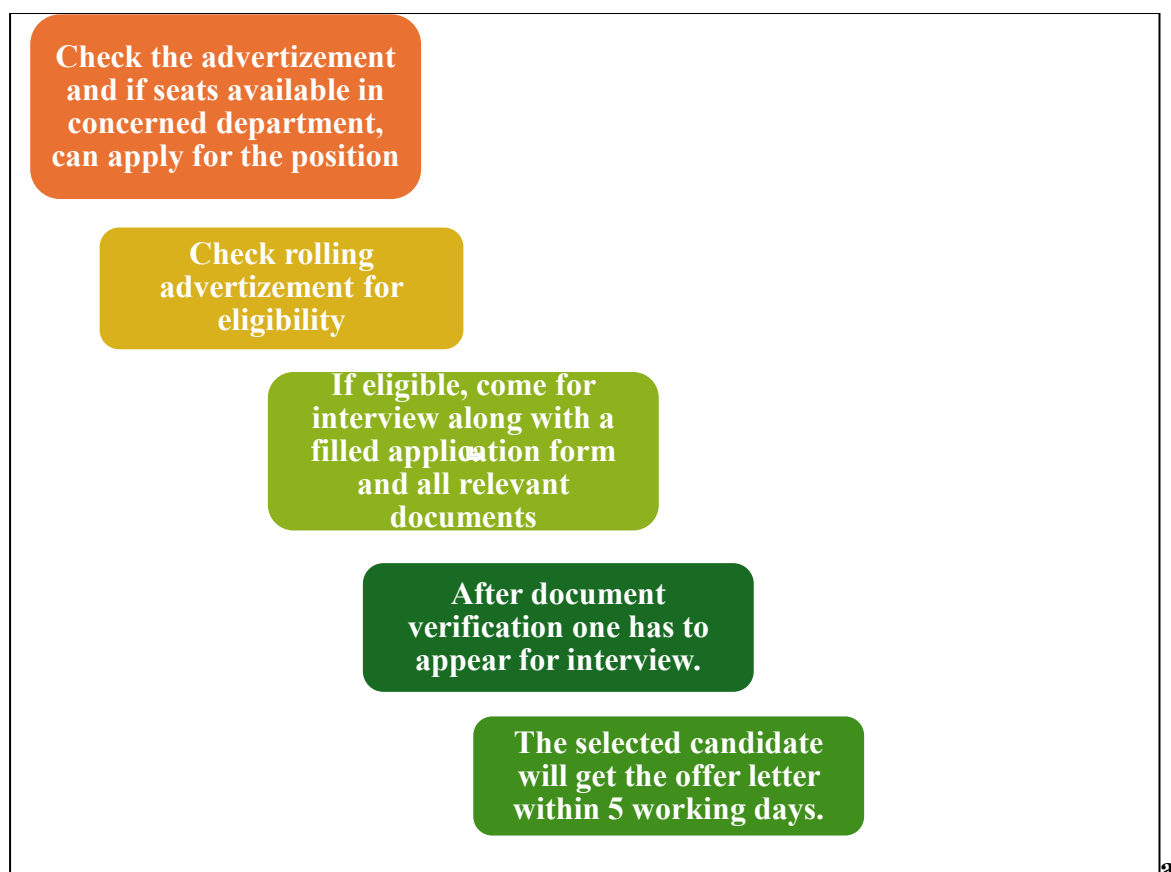 Check the advertizement
and if seats available in
concerned department,
can apply for the position
Check rolling
advertizement for
eligibility
If eligible, come for
interview along with a
filled application form
and all relevant
documents
After document
verification one has to
appear for interview.
The selected candidate
will get the offer letter
within 5 working days.